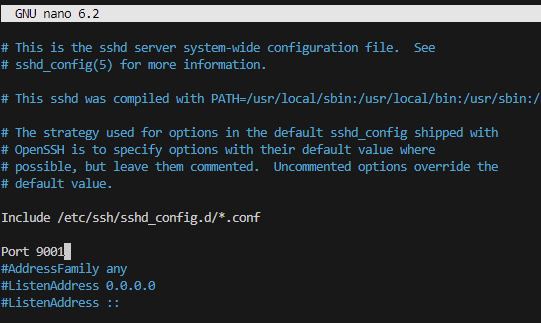 GNU nano 6.2
# This is the sshd server system-wide configuration file.  See
# sshd_config(5) for more information.
# This sshd was compiled with PATH=/usr/local/sbin:/usr/local/bin:/usr/sbin:/
# The strategy used for options in the default sshd_config shipped with
# OpenSSH is to specify options with their default value where
# possible, but leave them commented.  Uncommented options override the
# default value.
Include /etc/ssh/sshd_config.d/*.conf
Port 9001
#AddressFamily any
#ListenAddress 0.0.0.0
#ListenAddress ::